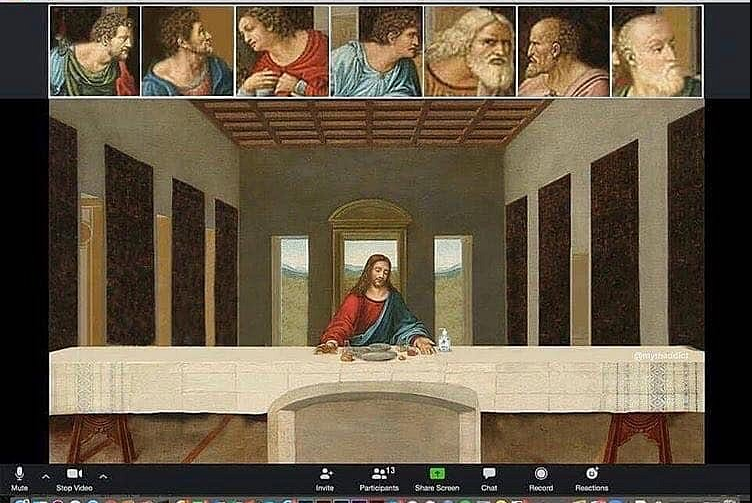 @mythaddict
13
Mute
Stop Video
Invite
Participants
Share Screen
Chat
Record
Reactions